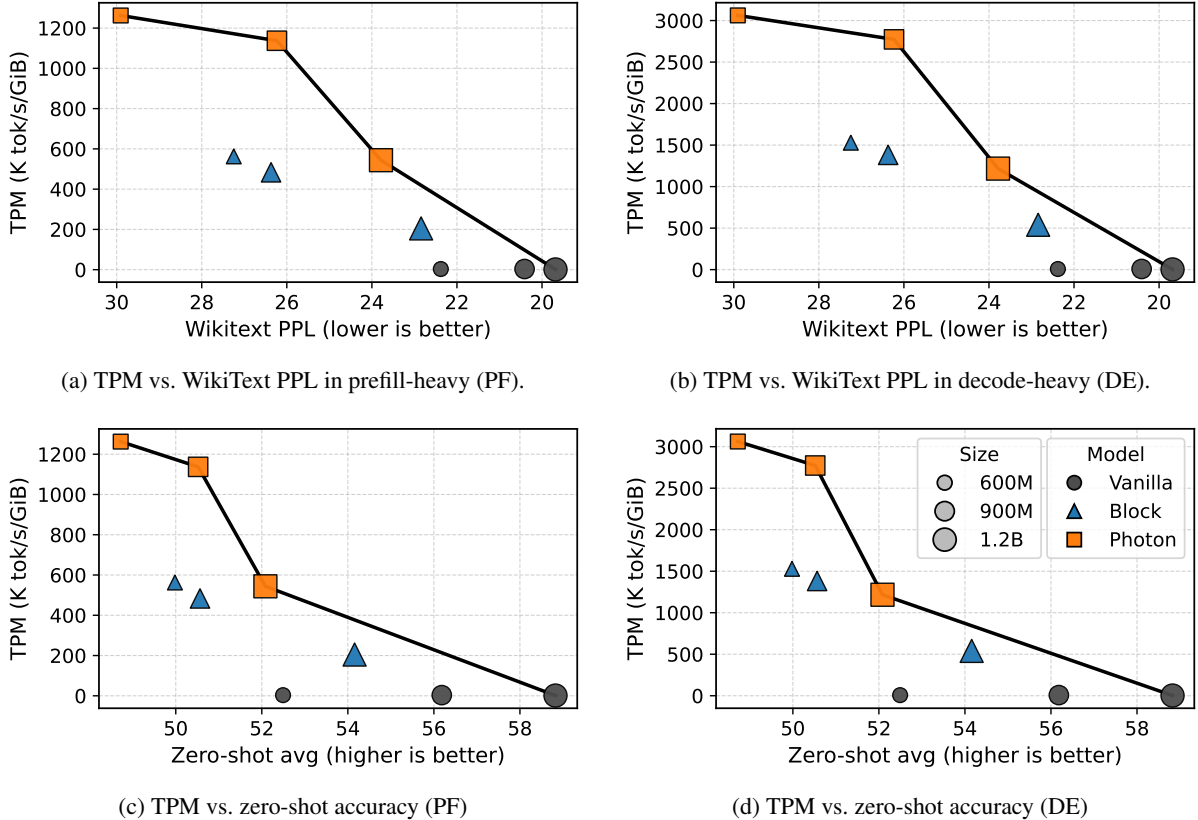 TPM (K tok/s/GiB)
1200
1000
800
600
400
200
0
30 28 26 24 22 20
Wikitext PPL (lower is better)
(a) TPM vs. WikiText PPL in prefill-heavy (PF).
TPM (K tok/s/GiB)
3000
2500
2000
1500
1000
500
0
30 28 26 24 22 20
Wikitext PPL (lower is better)
(b) TPM vs. WikiText PPL in decode-heavy (DE).
TPM (K tok/s/GiB)
1200
1000
800
600
400
200
0
50 52 54 56 58
Zero-shot avg (higher is better)
(c) TPM vs. zero-shot accuracy (PF)
TPM (K tok/s/GiB)
3000
2500
2000
1500
1000
500
0
Size
600M
900M
1.2B
Model
Vanilla
Block
Photon
50 52 54 56 58
Zero-shot avg (higher is better)
(d) TPM vs. zero-shot accuracy (DE)